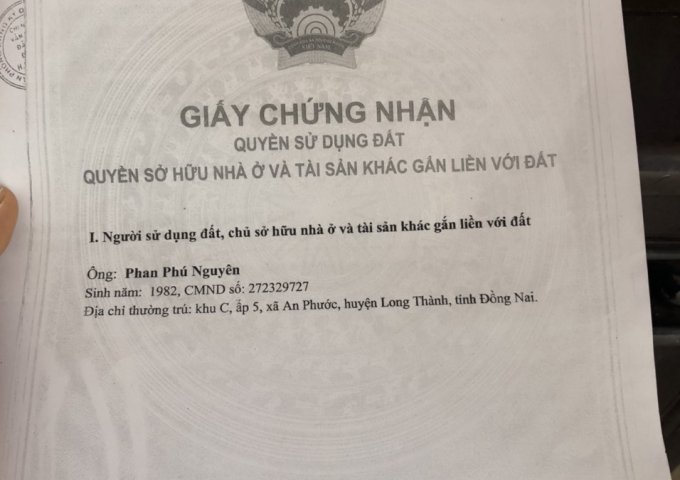 VIỆT NAM
GIẤY CHỨNG NHẬN
QUYỀN SỬ DỤNG ĐẤT
QUYỀN SỞ HỮU NHÀ Ở VÀ TÀI SẢN KHÁC GẮN LIỀN VỚI ĐẤT
I. Người sử dụng đất, chủ sở hữu nhà ở và tài sản khác gắn liền với đất
Ông: Phan Phú Nguyên
Sinh năm: 1982, CMND số: 272329727
Địa chỉ thường trú: khu C, ấp 5, xã An Phước, huyện Long Thành, tỉnh Đồng Nai.